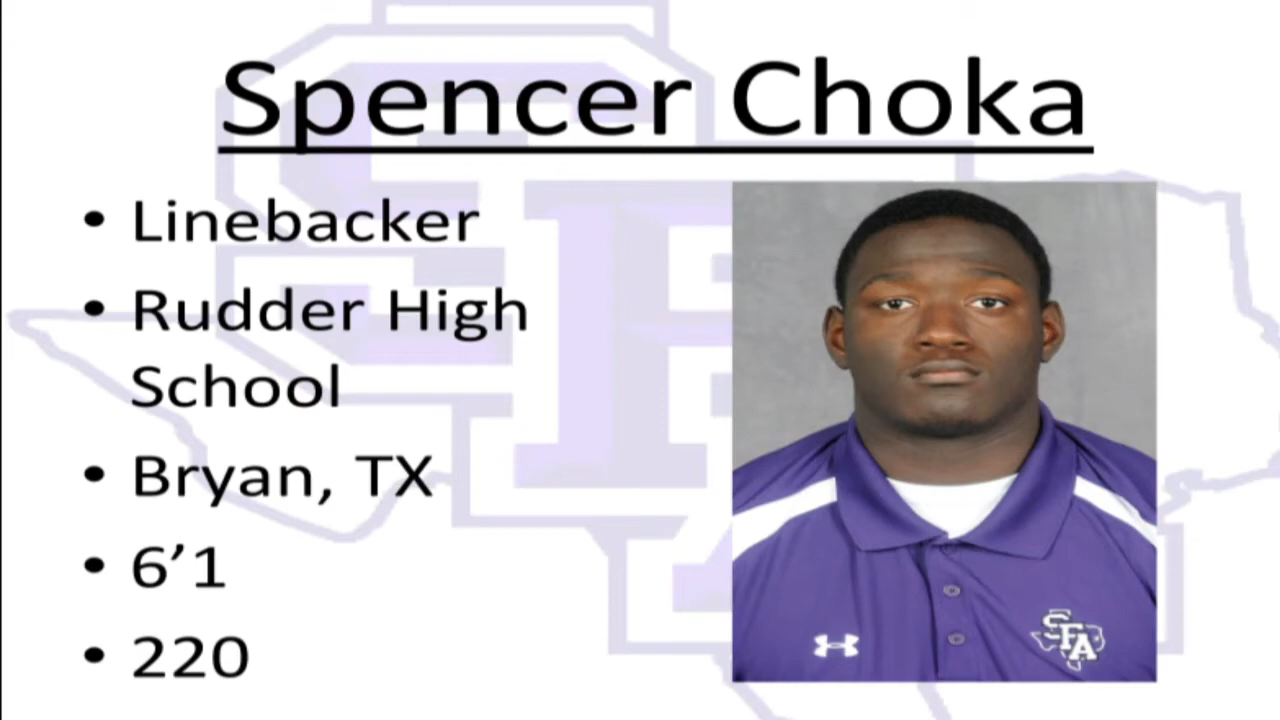 Spencer Choka
• Linebacker
• Rudder High
School
• Bryan, TX
• 6’1
• 220
SFA